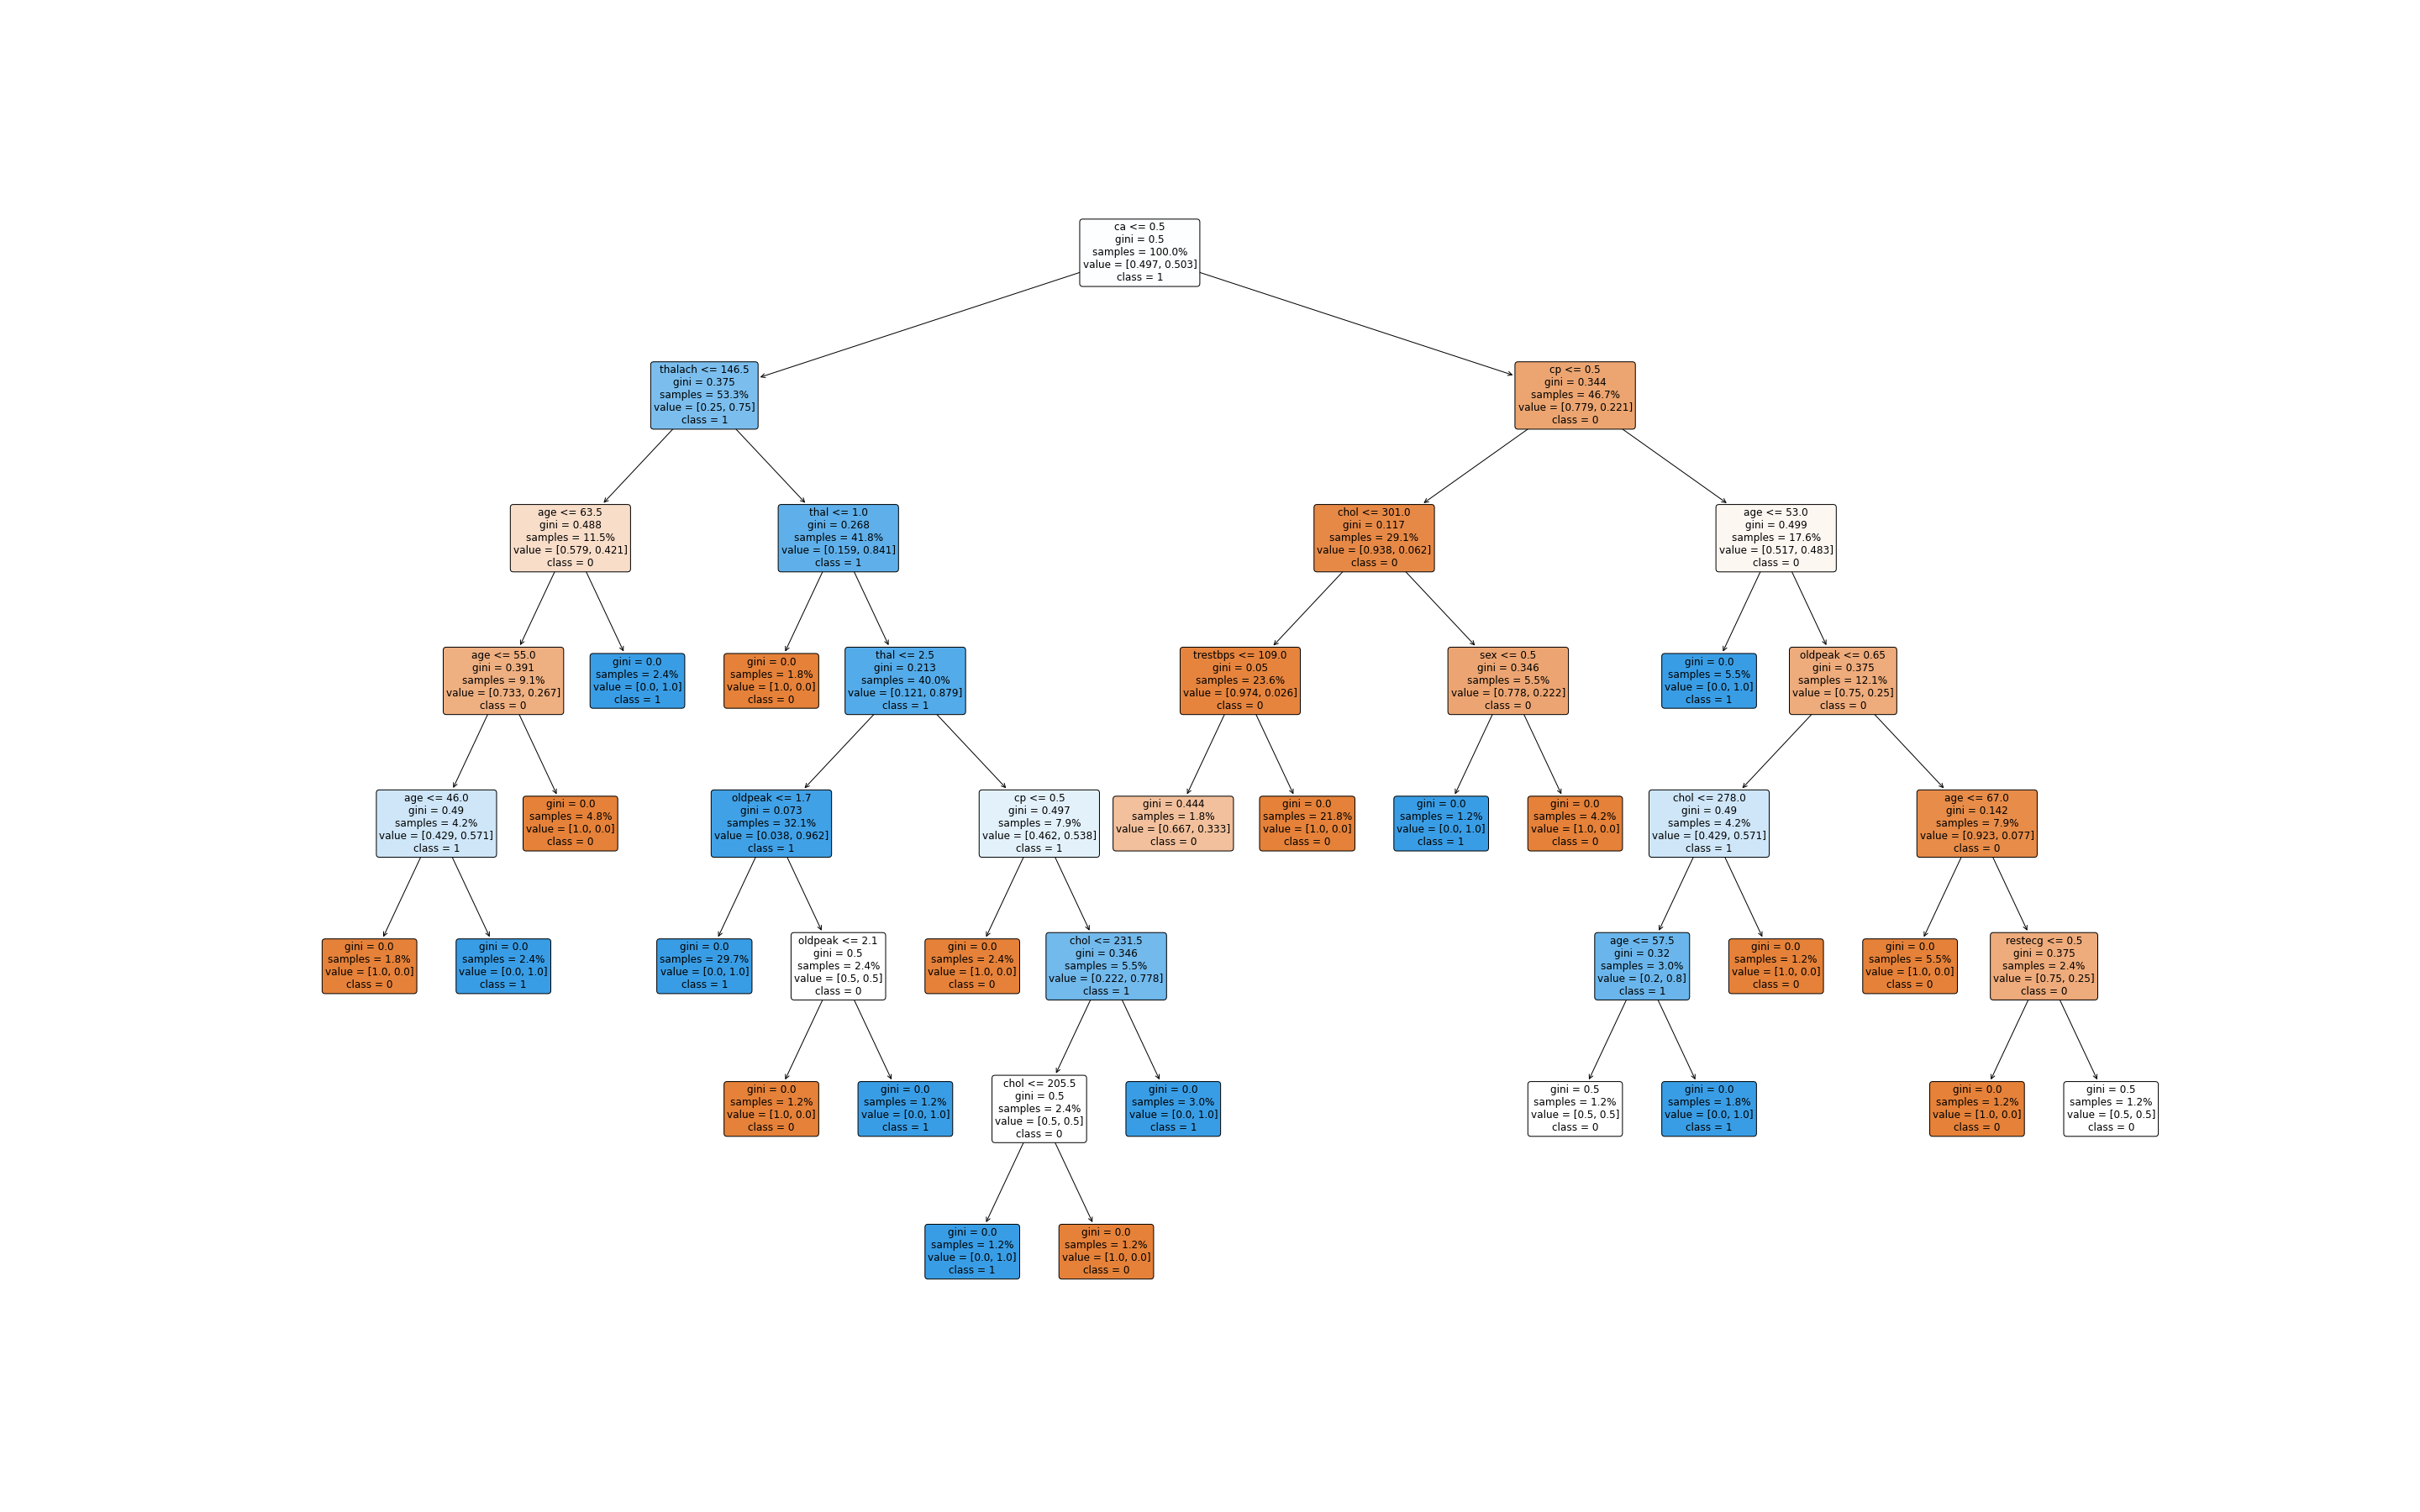 ca <= 0.5
gini = 0.5
samples = 100.0%
value = [0.497, 0.503]
class = 1
thalach <= 146.5
gini = 0.375
samples = 53.3%
value = [0.25, 0.75]
class = 1
cp <= 0.5
gini = 0.344
samples = 46.7%
value = [0.779, 0.221]
class = 0
age <= 63.5
gini = 0.488
samples = 11.5%
value = [0.579, 0.421]
class = 0
thal <= 1.0
gini = 0.268
samples = 41.8%
value = [0.159, 0.841]
class = 1
chol <= 301.0
gini = 0.117
samples = 29.1%
value = [0.938, 0.062]
class = 0
age <= 53.0
gini = 0.499
samples = 17.6%
value = [0.517, 0.483]
class = 0
age <= 55.0
gini = 0.391
samples = 9.1%
value = [0.733, 0.267]
class = 0
gini = 0.0
samples = 2.4%
value = [0.0, 1.0]
class = 1
gini = 0.0
samples = 1.8%
value = [1.0, 0.0]
class = 0
thal <= 2.5
gini = 0.213
samples = 40.0%
value = [0.121, 0.879]
class = 1
trestbps <= 109.0
gini = 0.05
samples = 23.6%
value = [0.974, 0.026]
class = 0
sex <= 0.5
gini = 0.346
samples = 5.5%
value = [0.778, 0.222]
class = 0
gini = 0.0
samples = 5.5%
value = [0.0, 1.0]
class = 1
oldpeak <= 0.65
gini = 0.375
samples = 12.1%
value = [0.75, 0.25]
class = 0
age <= 46.0
gini = 0.49
samples = 4.2%
value = [0.429, 0.571]
class = 1
gini = 0.0
samples = 4.8%
value = [1.0, 0.0]
class = 0
oldpeak <= 1.7
gini = 0.073
samples = 32.1%
value = [0.038, 0.962]
class = 1
cp <= 0.5
gini = 0.497
samples = 7.9%
value = [0.462, 0.538]
class = 1
gini = 0.444
samples = 1.8%
value = [0.667, 0.333]
class = 0
gini = 0.0
samples = 21.8%
value = [1.0, 0.0]
class = 0
gini = 0.0
samples = 1.2%
value = [0.0, 1.0]
class = 1
gini = 0.0
samples = 4.2%
value = [1.0, 0.0]
class = 0
chol <= 278.0
gini = 0.49
samples = 4.2%
value = [0.429, 0.571]
class = 1
age <= 67.0
gini = 0.142
samples = 7.9%
value = [0.923, 0.077]
class = 0
gini = 0.0
samples = 1.8%
value = [1.0, 0.0]
class = 0
gini = 0.0
samples = 2.4%
value = [0.0, 1.0]
class = 1
gini = 0.0
samples = 29.7%
value = [0.0, 1.0]
class = 1
oldpeak <= 2.1
gini = 0.5
samples = 2.4%
value = [0.5, 0.5]
class = 0
gini = 0.0
samples = 2.4%
value = [1.0, 0.0]
class = 0
chol <= 231.5
gini = 0.346
samples = 5.5%
value = [0.222, 0.778]
class = 1
age <= 57.5
gini = 0.32
samples = 3.0%
value = [0.2, 0.8]
class = 1
gini = 0.0
samples = 1.2%
value = [1.0, 0.0]
class = 0
gini = 0.0
samples = 5.5%
value = [1.0, 0.0]
class = 0
restecg <= 0.5
gini = 0.375
samples = 2.4%
value = [0.75, 0.25]
class = 0
gini = 0.0
samples = 1.2%
value = [1.0, 0.0]
class = 0
gini = 0.0
samples = 1.2%
value = [0.0, 1.0]
class = 1
chol <= 205.5
gini = 0.5
samples = 2.4%
value = [0.5, 0.5]
class = 0
gini = 0.0
samples = 3.0%
value = [0.0, 1.0]
class = 1
gini = 0.5
samples = 1.2%
value = [0.5, 0.5]
class = 0
gini = 0.0
samples = 1.8%
value = [0.0, 1.0]
class = 1
gini = 0.0
samples = 1.2%
value = [1.0, 0.0]
class = 0
gini = 0.5
samples = 1.2%
value = [0.5, 0.5]
class = 0
gini = 0.0
samples = 1.2%
value = [0.0, 1.0]
class = 1
gini = 0.0
samples = 1.2%
value = [1.0, 0.0]
class = 0